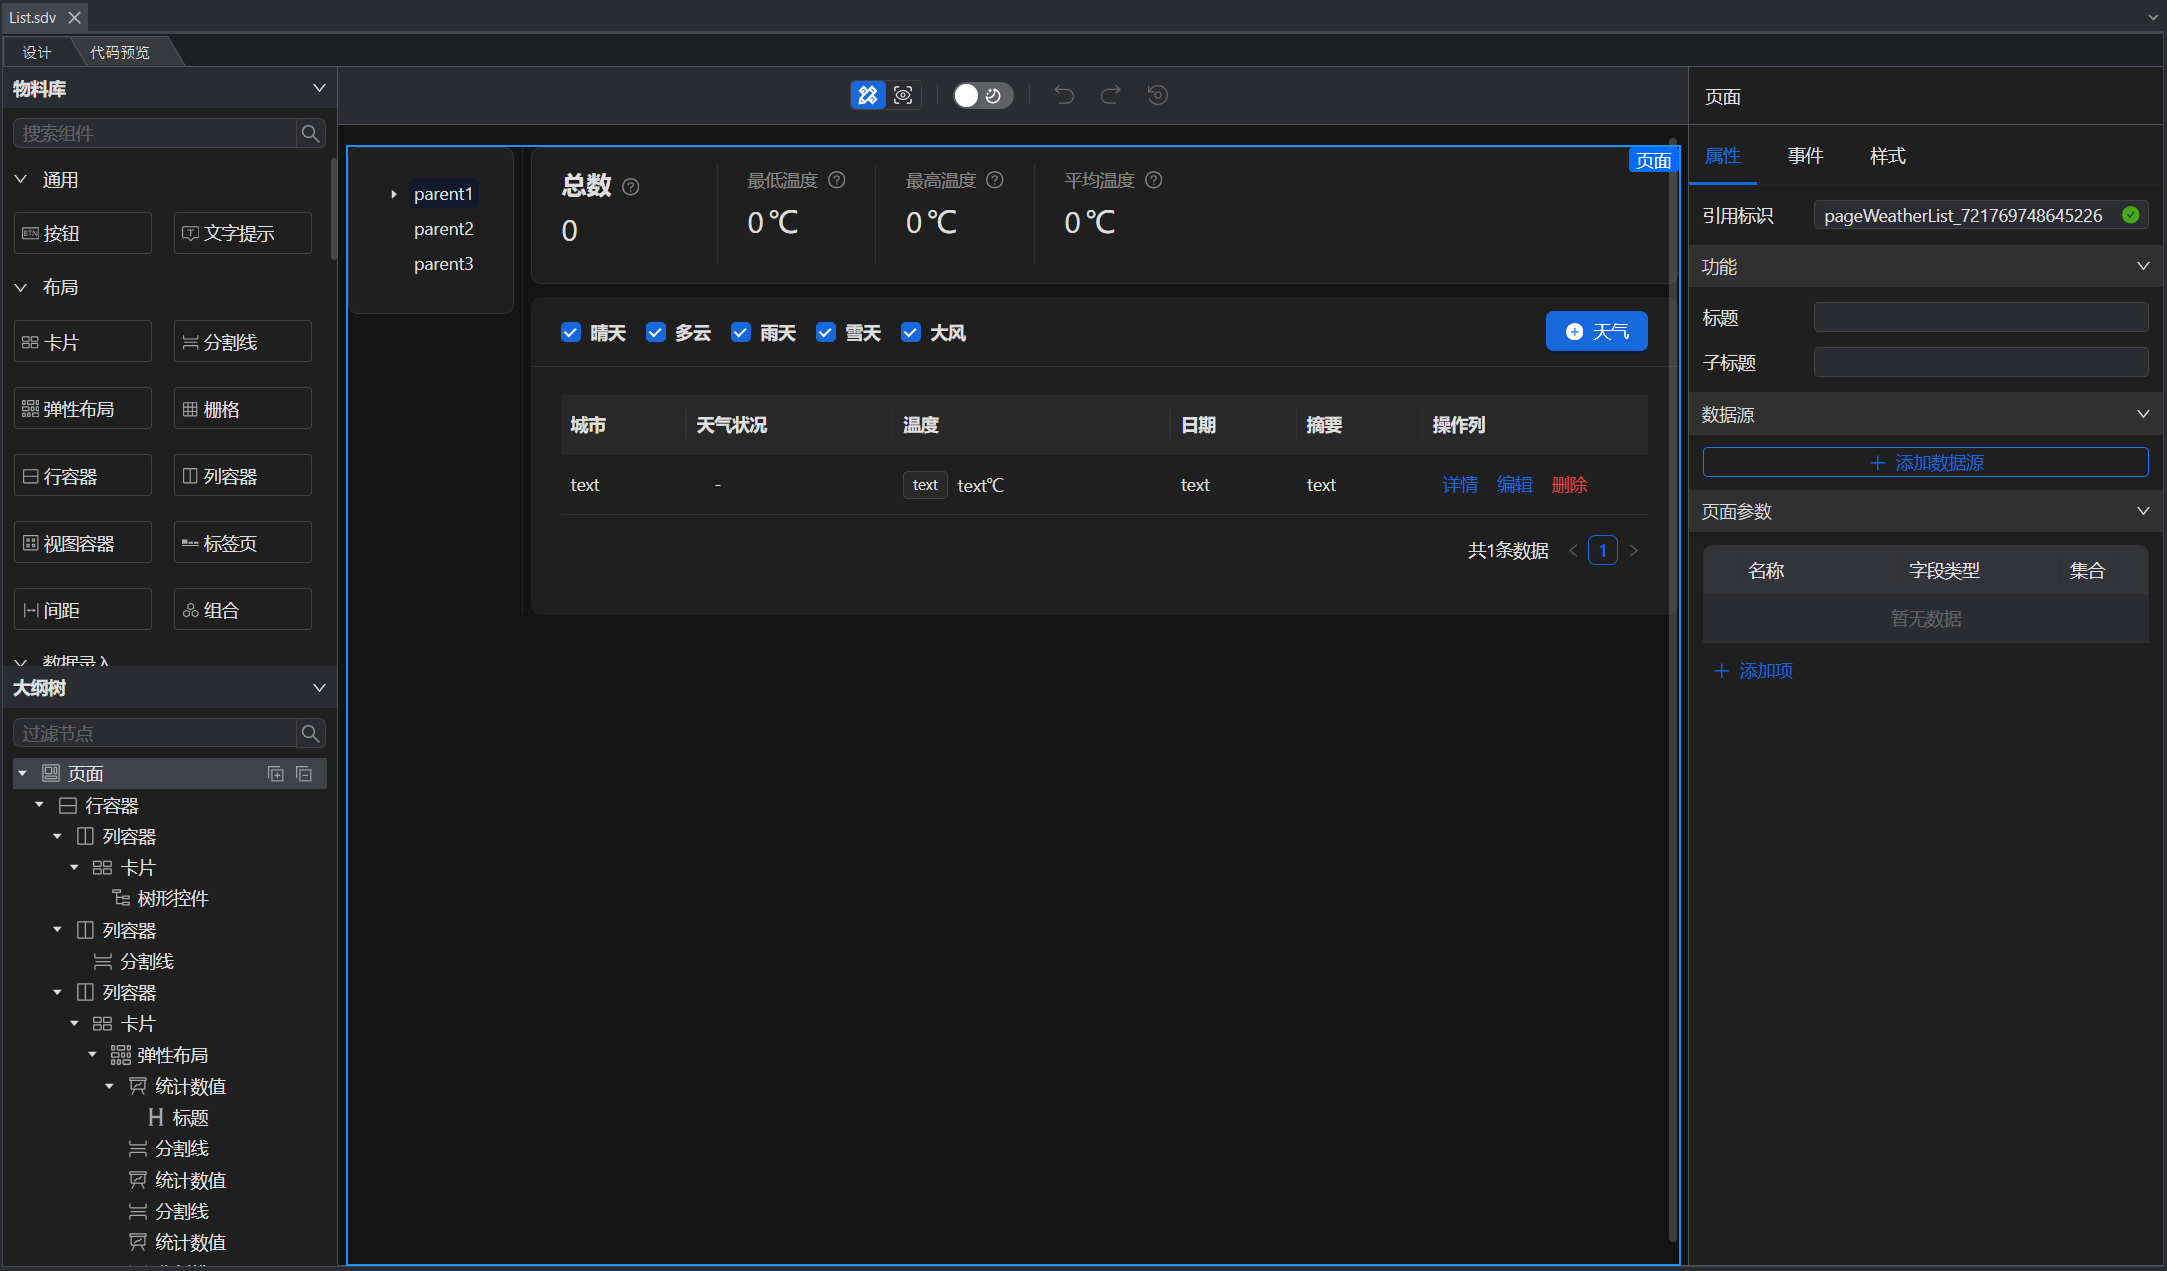 List.sdv
设计 代码预览
物料库
搜索组件
通用
按钮 文字提示
布局
卡片 分割线
弹性布局 栅格
行容器 列容器
视图容器 标签页
间距 组合
数据录入
大纲树
过滤节点
页面
行容器
列容器
卡片
树形控件
列容器
分割线
列容器
卡片
弹性布局
统计数值
标题
分割线
统计数值
分割线
统计数值
页面
parent1
parent2
parent3
总数 最低温度 最高温度 平均温度
0 0℃ 0℃ 0℃
晴天 多云 雨天 雪天 大风 天气
城市 天气状况 温度 日期 摘要 操作列
text - text text℃ text text 详情 编辑 删除
共1条数据 1
页面
属性 事件 样式
引用标识 pageWeatherList_721769748645226
功能
标题
子标题
数据源
添加数据源
页面参数
名称 字段类型 集合
暂无数据
添加项